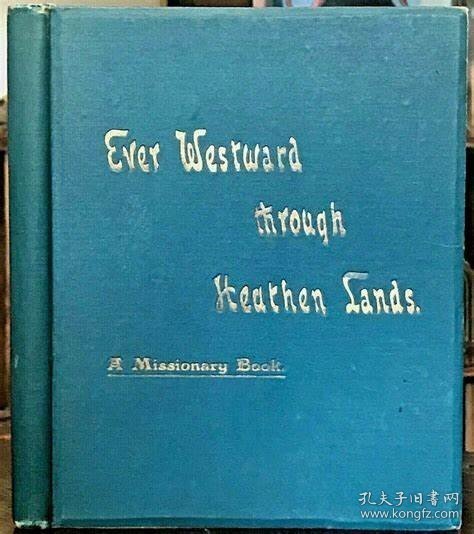 Ever Westward
through
Heathen Lands.
A Missionary Book.
孔夫子旧书网
www.kongfz.com